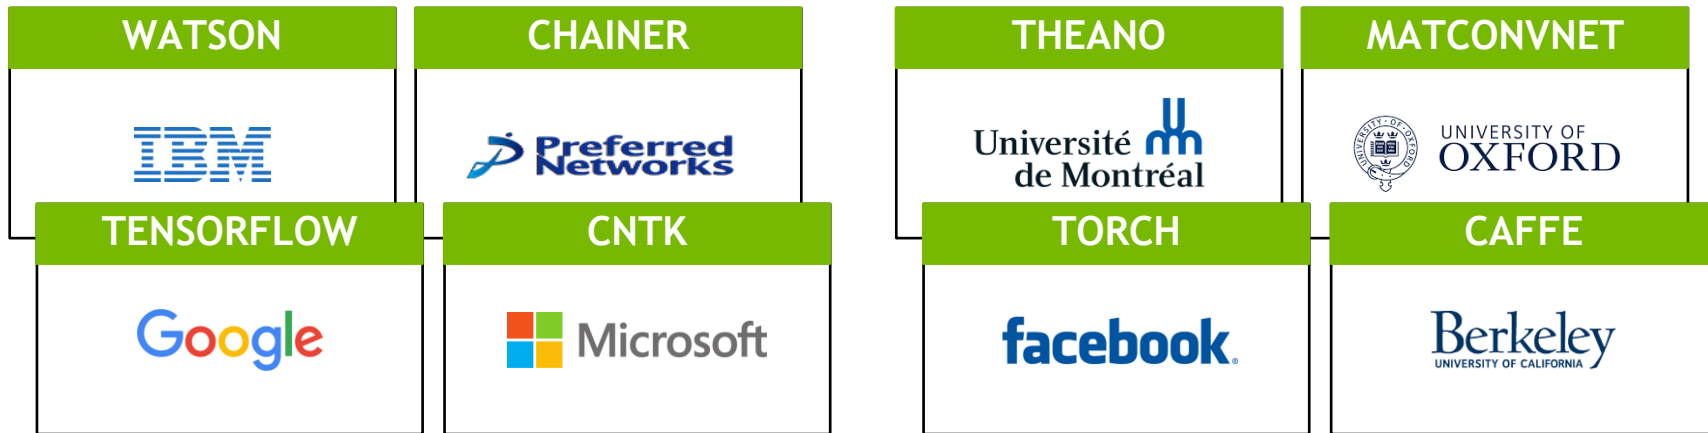 WATSON
CHAINER
THEANO
MATCONVNET
IBM
Preferred
Networks
Université
de Montréal
UNIVERSITY OF
OXFORD
TENSORFLOW
CNTK
TORCH
CAFFE
Google
Microsoft
facebook®
Berkeley
UNIVERSITY OF CALIFORNIA